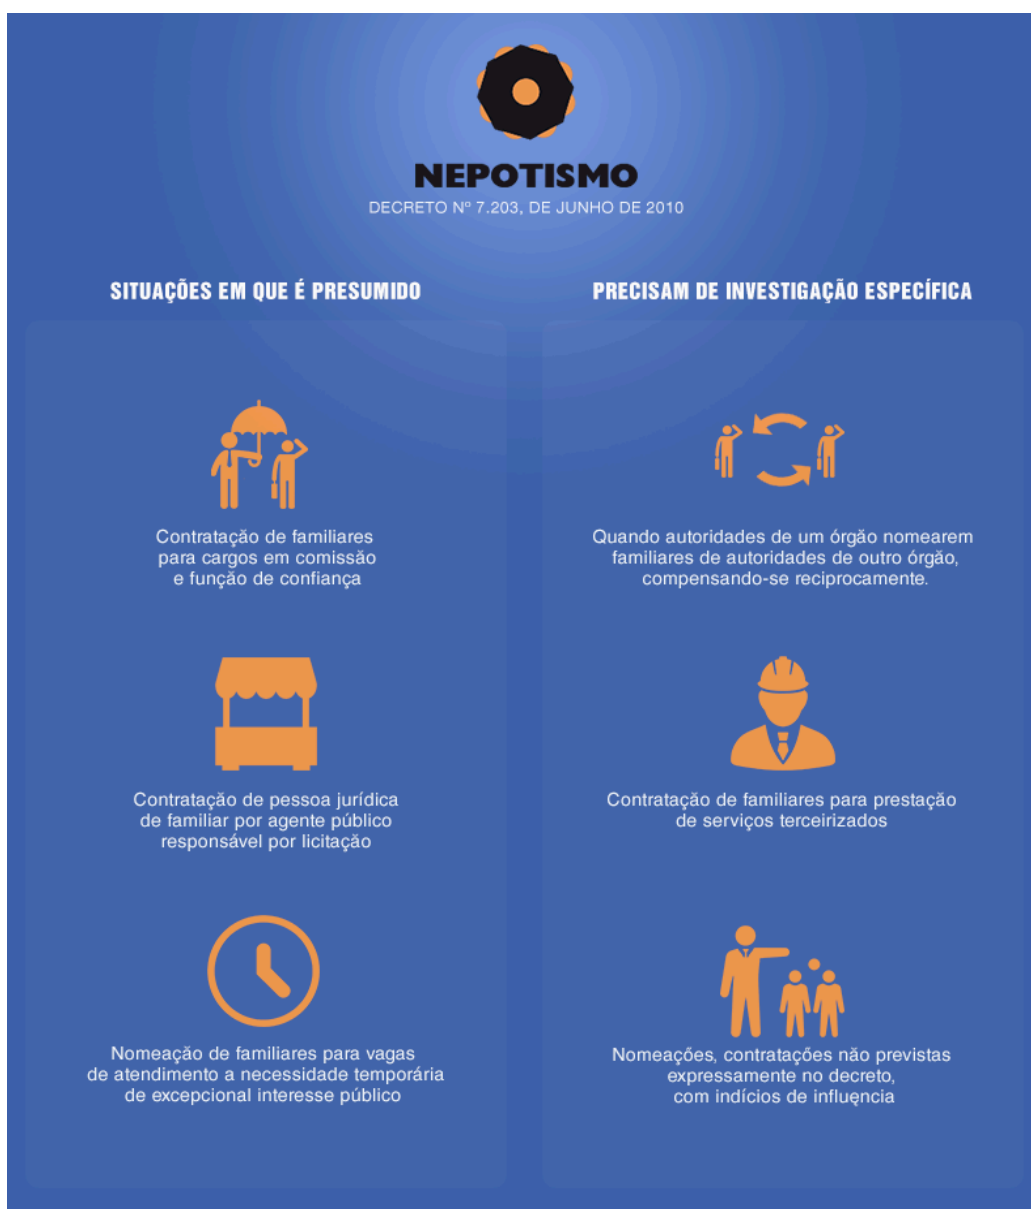 NEPOTISMO
DECRETO Nº 7.203, DE JUNHO DE 2010
SITUAÇÕES EM QUE É PRESUMIDO
Contratação de familiares
para cargos em comissão
e função de confiança
Contratação de pessoa jurídica
de familiar por agente público
responsável por licitação
Nomeação de familiares para vagas
de atendimento a necessidade temporária
de excepcional interesse público
PRECISAM DE INVESTIGAÇÃO ESPECÍFICA
Quando autoridades de um órgão nomearem
familiares de autoridades de outro órgão,
compensando-se reciprocamente.
Contratação de familiares para prestação
de serviços terceirizados
Nomeações, contratações não previstas
expressamente no decreto,
com indícios de influęncia